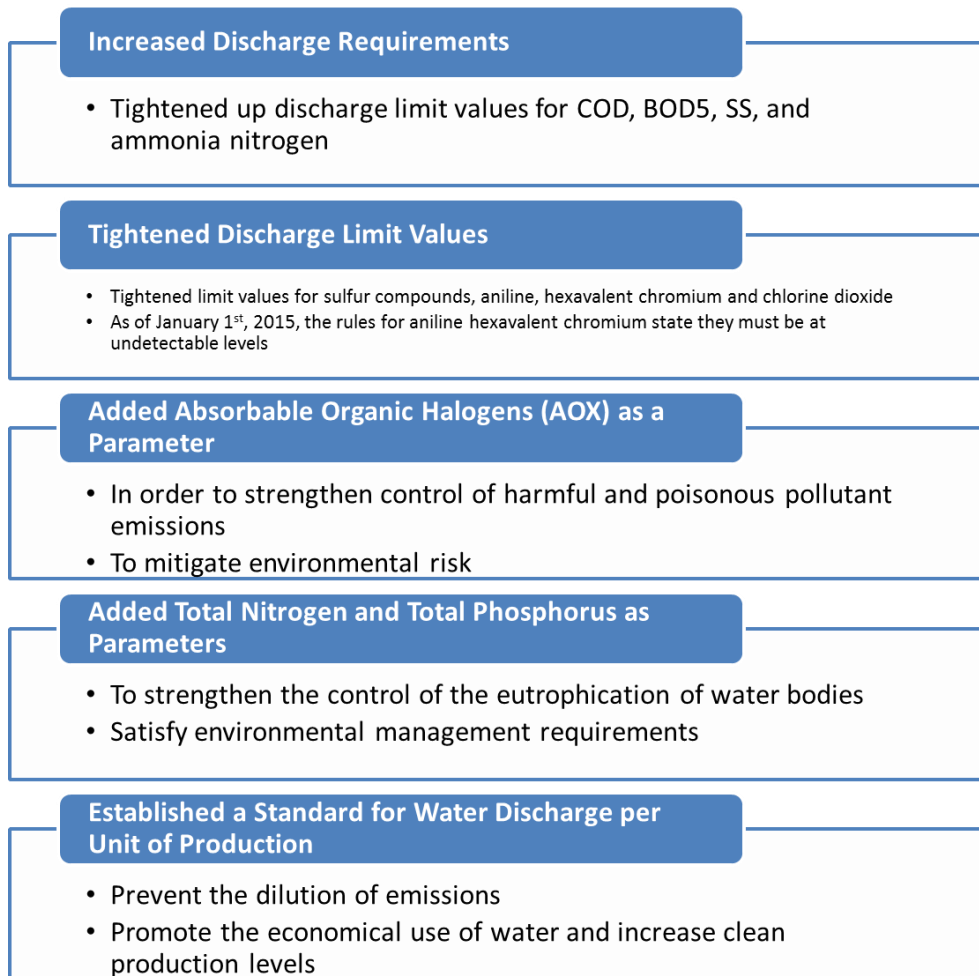 Increased Discharge Requirements
• Tightened up discharge limit values for COD, BOD5, SS, and
ammonia nitrogen
Tightened Discharge Limit Values
• Tightened limit values for sulfur compounds, aniline, hexavalent chromium and chlorine dioxide
• As of January 1st, 2015, the rules for aniline hexavalent chromium state they must be at
undetectable levels
Added Absorbable Organic Halogens (AOX) as a
Parameter
• In order to strengthen control of harmful and poisonous pollutant
emissions
• To mitigate environmental risk
Added Total Nitrogen and Total Phosphorus as
Parameters
• To strengthen the control of the eutrophication of water bodies
• Satisfy environmental management requirements
Established a Standard for Water Discharge per
Unit of Production
• Prevent the dilution of emissions
• Promote the economical use of water and increase clean
production levels